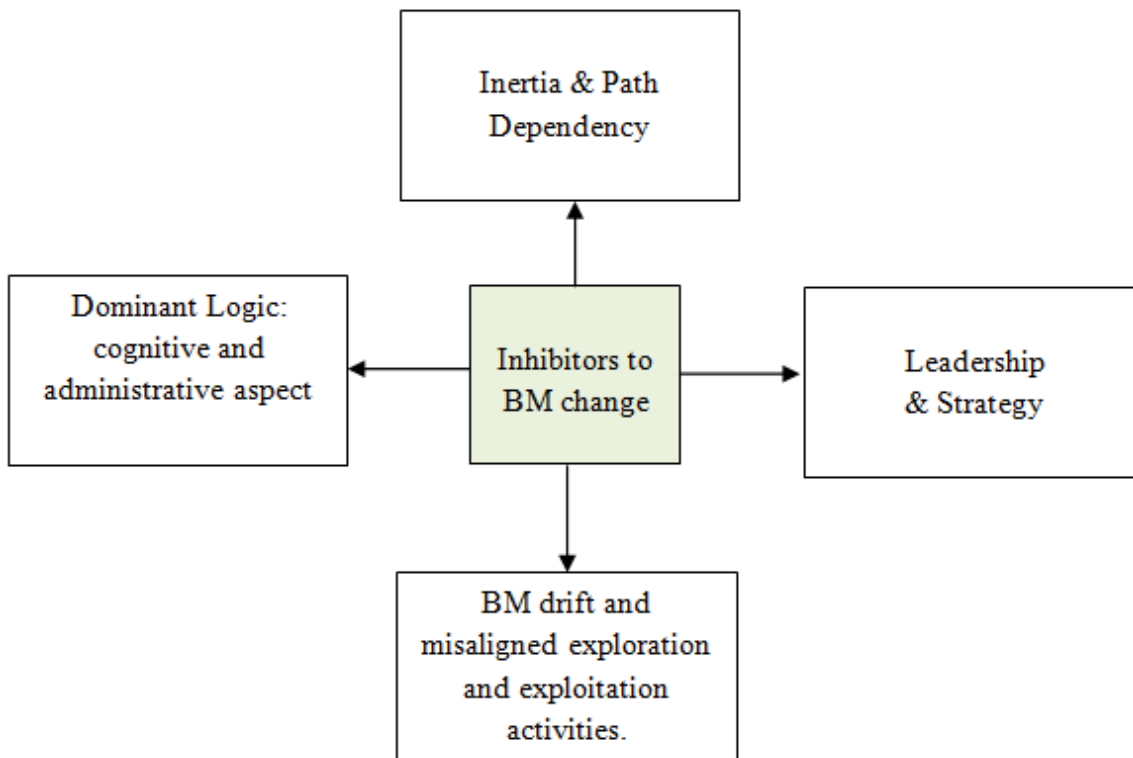 Inertia & Path
Dependency
Dominant Logic:
cognitive and
administrative aspect
Inhibitors to
BM change
Leadership
& Strategy
BM drift and
misaligned exploration
and exploitation
activities.